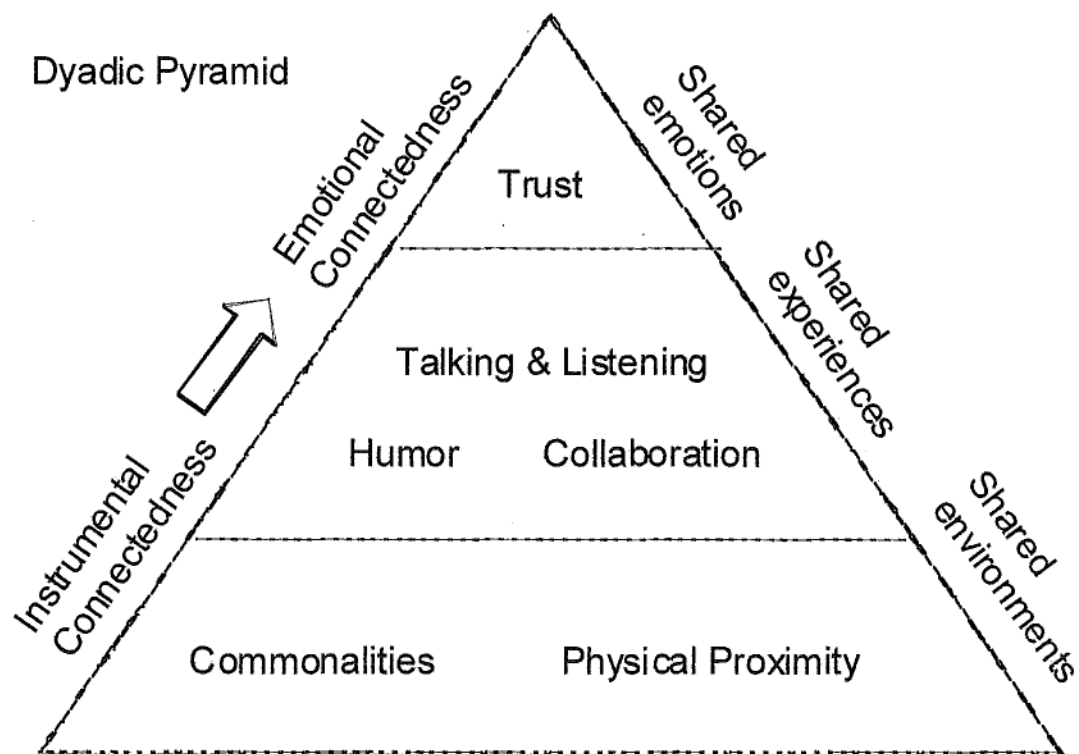 Dyadic Pyramid
Emotional
Connectedness
Shared
emotions
Trust
Shared
experiences
Talking & Listening
Humor Collaboration
Instrumental
Connectedness
Shared
environments
Commonalities Physical Proximity